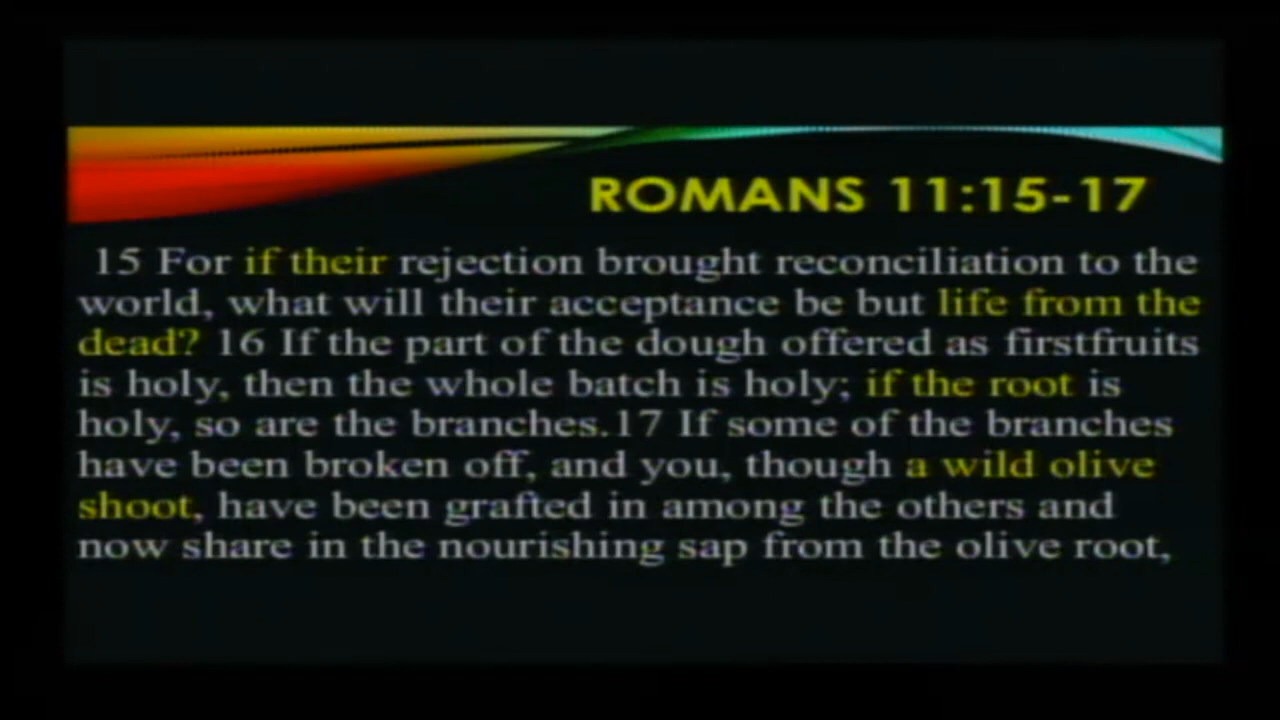 ROMANS 11:15-17
15 For if their rejection brought reconciliation to the
world, what will their acceptance be but life from the
dead? 16 If the part of the dough offered as firstfruits
is holy, then the whole batch is holy; if the root is
holy, so are the branches.17 If some of the branches
have been broken off, and you, though a wild olive
shoot, have been grafted in among the others and
now share in the nourishing sap from the olive root,